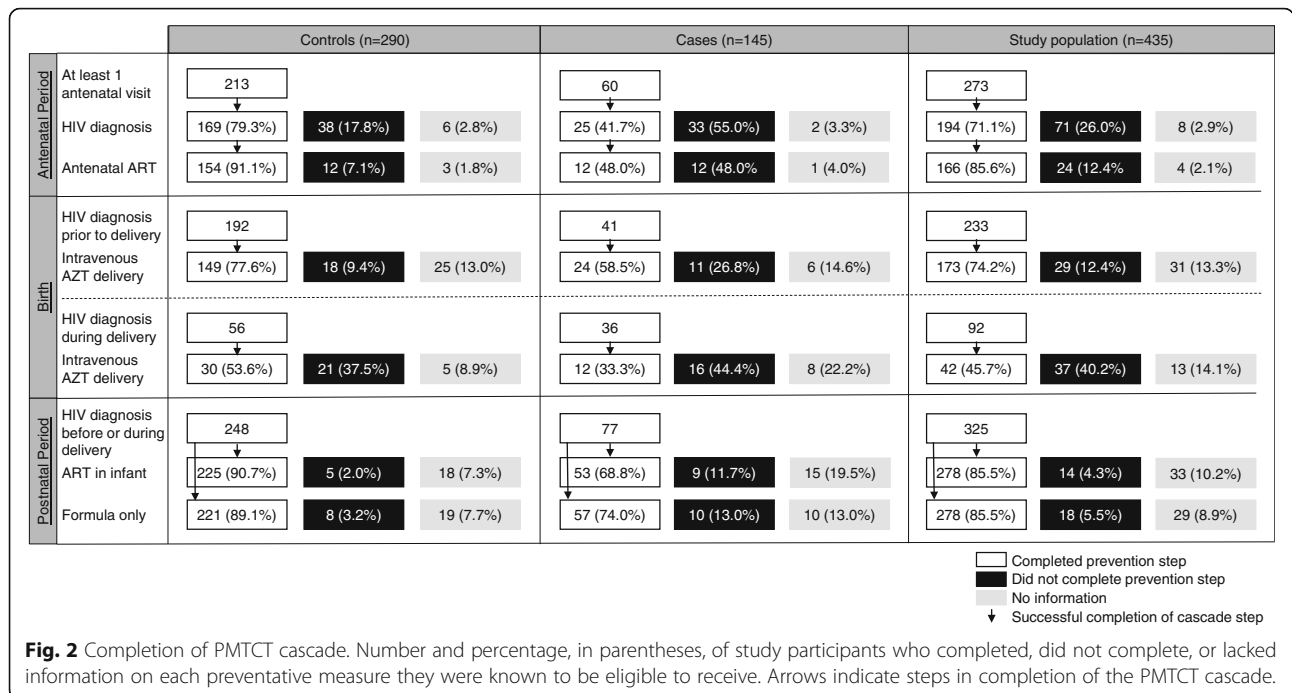 Controls (n=290) Cases (n=145) Study population (n=435)
Antenatal Period
At least 1
antenatal visit
213 60 273
HIV diagnosis 169 (79.3%) 38 (17.8%) 6 (2.8%) 25 (41.7%) 33 (55.0%) 2 (3.3%) 194 (71.1%) 71 (26.0%) 8 (2.9%)
Antenatal ART 154 (91.1%) 12 (7.1%) 3 (1.8%) 12 (48.0%) 12 (48.0% 1 (4.0%) 166 (85.6%) 24 (12.4% 4 (2.1%)
Birth
HIV diagnosis
prior to delivery
192 41 233
Intravenous
AZT delivery
149 (77.6%) 18 (9.4%) 25 (13.0%) 24 (58.5%) 11 (26.8%) 6 (14.6%) 173 (74.2%) 29 (12.4%) 31 (13.3%)
HIV diagnosis
during delivery
56 36 92
Intravenous
AZT delivery
30 (53.6%) 21 (37.5%) 5 (8.9%) 12 (33.3%) 16 (44.4%) 8 (22.2%) 42 (45.7%) 37 (40.2%) 13 (14.1%)
Postnatal Period
HIV diagnosis
before or during
delivery
248 77 325
ART in infant 225 (90.7%) 5 (2.0%) 18 (7.3%) 53 (68.8%) 9 (11.7%) 15 (19.5%) 278 (85.5%) 14 (4.3%) 33 (10.2%)
Formula only 221 (89.1%) 8 (3.2%) 19 (7.7%) 57 (74.0%) 10 (13.0%) 10 (13.0%) 278 (85.5%) 18 (5.5%) 29 (8.9%)
Completed prevention step
Did not complete prevention step
No information
Successful completion of cascade step
Fig. 2 Completion of PMTCT cascade. Number and percentage, in parentheses, of study participants who completed, did not complete, or lacked
information on each preventative measure they were known to be eligible to receive. Arrows indicate steps in completion of the PMTCT cascade.